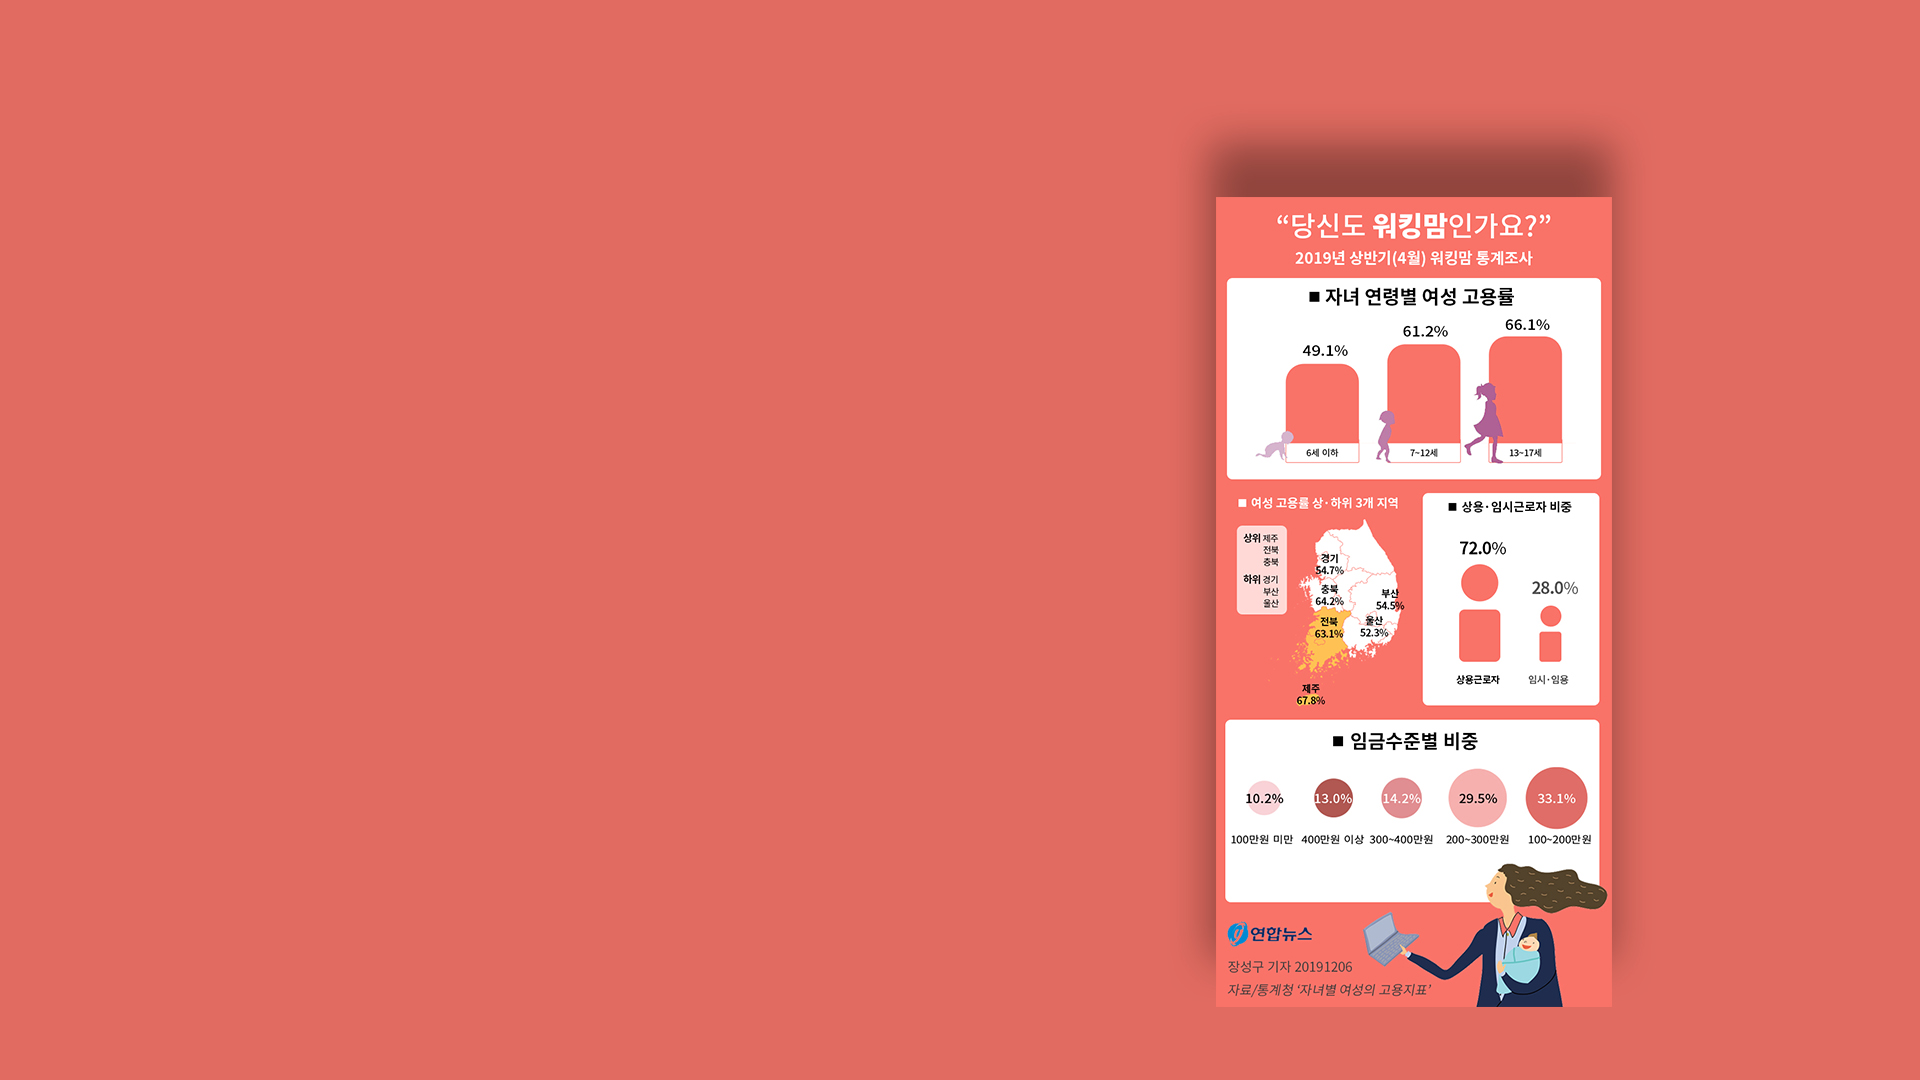 “당신도 워킹맘인가요?”
2019년 상반기(4월) 워킹맘 통계조사
■ 자녀 연령별 여성 고용률
49.1%
61.2%
66.1%
6세 이하
7~12세
13~17세
■ 여성 고용률 상·하위 3개 지역
상위 제주
전북
충북
하위 경기
부산
울산
경기
54.7%
충북
64.2%
부산
54.5%
전북
63.1%
울산
52.3%
제주
67.8%
■ 상용·임시근로자 비중
72.0%
28.0%
상용근로자
임시·임용
■ 임금수준별 비중
10.2%
13.0%
14.2%
29.5%
33.1%
100만원 미만
400만원 이상
300~400만원
200~300만원
100~200만원
연합뉴스
장성구 기자 20191206
자료/통계청 ‘자녀별 여성의 고용지표’